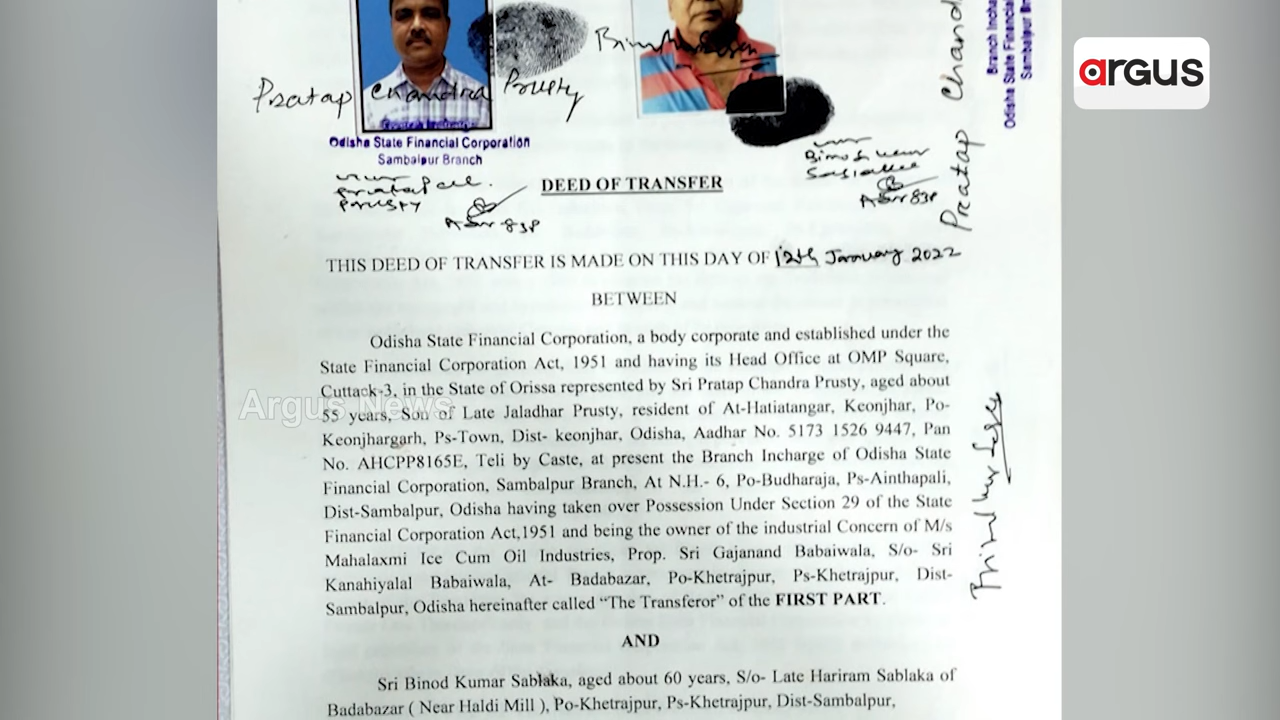 argus
Pratap Chandra Prusty
Odisha State Financial Corporation
Sambalpur Branch
DEED OF TRANSFER
THIS DEED OF TRANSFER IS MADE ON THIS DAY OF 12th January 2022
BETWEEN
Odisha State Financial Corporation, a body corporate and established under the
State Financial Corporation Act, 1951 and having its Head Office at OMP Square,
Cuttack-3, in the State of Orissa represented by Sri Pratap Chandra Prusty, aged about
55 years, Son of Late Jaladhar Prusty, resident of At-Hatiatangar, Keonjhar, Po-
Keonjhargarh, Ps-Town, Dist- keonjhar, Odisha, Aadhar No. 5173 1526 9447, Pan
No. AHCPP8165E, Teli by Caste, at present the Branch Incharge of Odisha State
Financial Corporation, Sambalpur Branch, At N.H.- 6, Po-Budharaja, Ps-Ainthapali,
Dist-Sambalpur, Odisha having taken over Possession Under Section 29 of the State
Financial Corporation Act,1951 and being the owner of the industrial Concern of M/s
Mahalaxmi Ice Cum Oil Industries, Prop. Sri Gajanand Babaiwala, S/o- Sri
Kanahiyalal Babaiwala, At- Badabazar, Po-Khetrajpur, Ps-Khetrajpur, Dist-
Sambalpur, Odisha hereinafter called “The Transferor” of the FIRST PART.
AND
Sri Binod Kumar Sablaka, aged about 60 years, S/o- Late Hariram Sablaka of
Badabazar ( Near Haldi Mill ), Po-Khetrajpur, Ps-Khetrajpur, Dist-Sambalpur,
Argus News
Pratap Chand
Branch Incha
Odisha State Financial
Sambalpur B